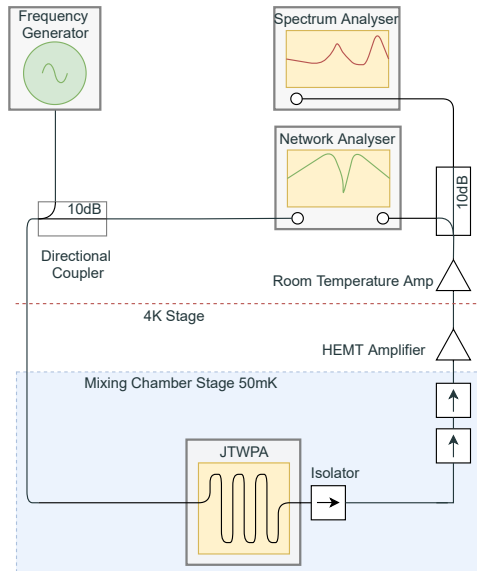 Frequency
Generator
Spectrum Analyser
Network Analyser
10dB
10dB
Directional
Coupler
Room Temperature Amp
4K Stage
HEMT Amplifier
Mixing Chamber Stage 50mK
JTWPA
Isolator